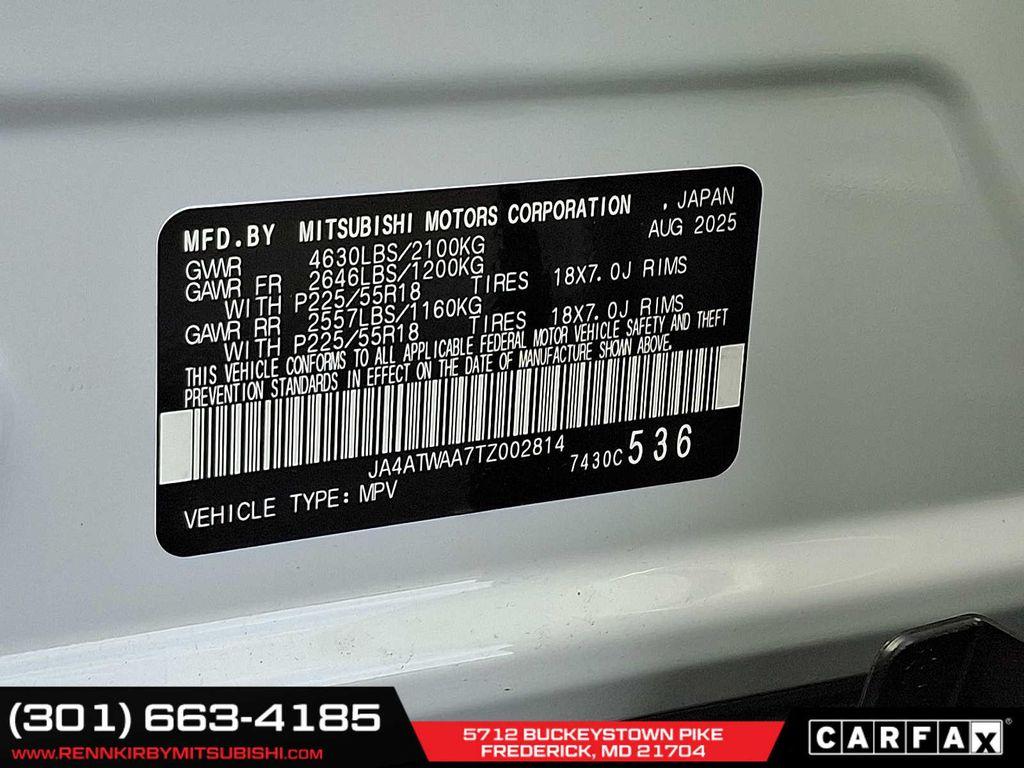 MFD.BY MITSUBISHI MOTORS CORPORATION , JAPAN
AUG 2025
GVWR 4630LBS/2100KG
GAWR FR 2646LBS/1200KG
WITH P225/55R18 TIRES 18X7.0J RIMS
GAWR RR 2557LBS/1160KG
WITH P225/55R18 TIRES 18X7.0J RIMS
THIS VEHICLE CONFORMS TO ALL APPLICABLE FEDERAL MOTOR VEHICLE SAFETY AND THEFT
PREVENTION STANDARDS IN EFFECT ON THE DATE OF MANUFACTURE SHOWN ABOVE.
JA4ATWAA7TZ002814 7430C 536
VEHICLE TYPE: MPV
(301) 663-4185
WWW.RENNKIRBYMITSUBISHI.COM
5712 BUCKEYSTOWN PIKE
FREDERICK, MD 21704
CARFAX